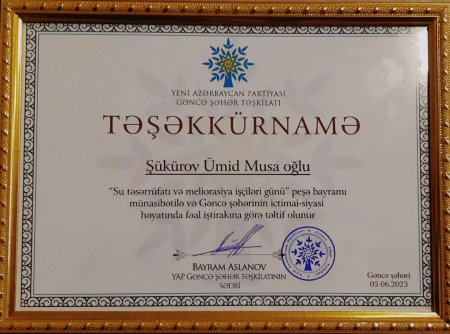 YENİ AZƏRBAYCAN PARTİYASI
GƏNCƏ ŞƏHƏR TƏŞKİLATI
TƏŞƏKKÜRNAMƏ
Şükürov Ümid Musa oğlu
"Su təsərrüfatı və meliorasiya işçiləri günü" peşə bayramı
münasibətilə və Gəncə şəhərinin ictimai-siyasi
həyatında fəal iştirakına görə təltif olunur
BAYRAM ASLANOV
YAP GƏNCƏ ŞƏHƏR TƏŞKİLATININ
SƏDRİ
Gəncə şəhəri
05.06.2023